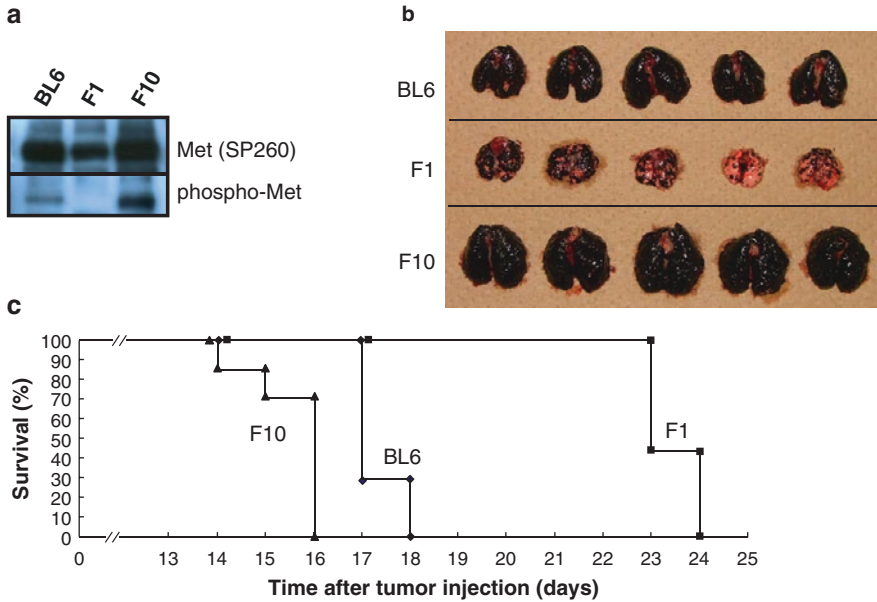 a
BL6 F1 F10
Met (SP260)
phospho-Met
b
BL6
F1
F10
c
100
90
80
70
60
50
40
30
20
10
0
Survival (%)
F10
BL6
F1
0 13 14 15 16 17 18 19 20 21 22 23 24 25
Time after tumor injection (days)